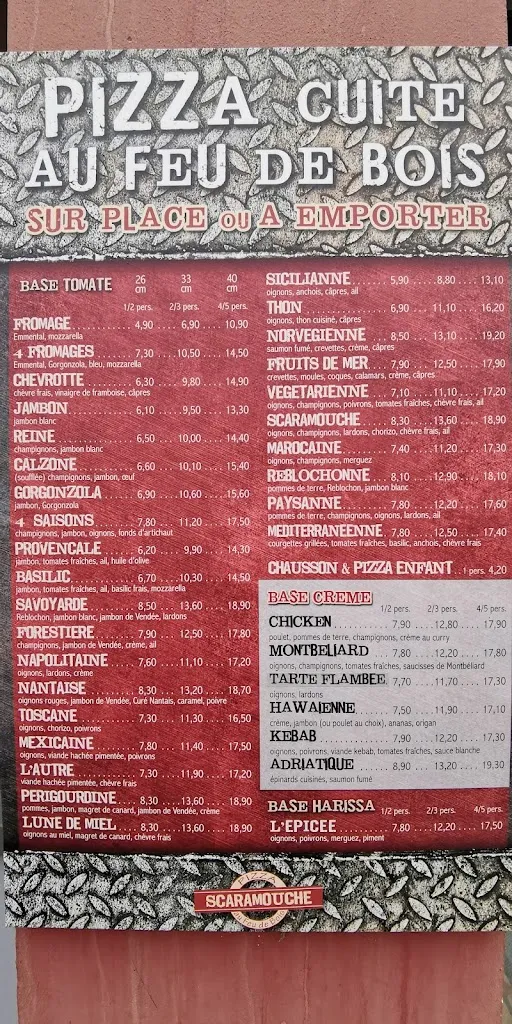 PIZZA CUITE
AU FEU DE BOIS
SUR PLACE OU A EMPORTER
BASE TOMATE 26 cm 33 cm 40 cm
1/2 pers. 2/3 pers. 4/5 pers.
FROMAGE 4,90 6,90 10,90
Emmental, mozzarella
4 FROMAGES 7,30 10,50 14,50
Emmental, Gorgonzola, bleu, mozzarella
CHEVROTTE 6,30 9,80 14,90
chèvre frais, vinaigre de framboise, câpres
JAMBON 6,10 9,50 13,30
jambon blanc
REINE 6,50 10,00 14,40
champignons, jambon blanc
CALZONE 6,60 10,10 15,40
(soufflée) champignons, jambon, œuf
GORGONZOLA 6,90 10,60 15,60
jambon, Gorgonzola
4 SAISONS 7,80 11,20 17,50
champignons, jambon, oignons, fonds d'artichaut
PROVENCALE 6,20 9,90 14,30
jambon, tomates fraîches, ail, huile d'olive
BASILIC 6,70 10,30 14,50
jambon, tomates fraîches, ail, basilic frais, mozzarella
SAVOYARDE 8,50 13,60 18,90
Reblochon, jambon blanc, jambon de Vendée, lardons
FORESTIERE 7,90 12,50 17,80
champignons, jambon de Vendée, crème, ail
NAPOLITAINE 7,60 11,10 17,20
oignons, lardons, crème
NANTAISE 8,30 13,20 18,70
oignons rouges, jambon de Vendée, Curé Nantais, caramel, poivre
TOSCANE 7,30 11,30 16,50
oignons, chorizo, poivrons
MEXICAINE 7,80 11,40 17,50
oignons, viande hachée pimentée, poivrons
L'AUTRE 7,30 11,90 17,20
viande hachée pimentée, chèvre frais
PERIGOURDINE 8,30 13,60 18,90
pommes, jambon, magret de canard, jambon de Vendée, crème
LUNE DE MIEL 8,30 13,60 18,90
oignons au miel, magret de canard, chèvre frais
SICILIANNE 5,90 8,80 13,10
oignons, anchois, câpres, ail
THON 6,90 11,10 16,20
oignons, thon cuisiné, câpres
NORVEGIENNE 8,50 13,10 19,20
saumon fumé, crevettes, crème, câpres
FRUITS DE MER 7,90 12,50 17,90
crevettes, moules, coques, calamars, crème, câpres
VEGETARIENNE 7,10 11,10 17,20
oignons, champignons, poivrons, tomates fraîches, chèvre frais, ail
SCARAMOUCHE 8,30 13,60 18,90
oignons, champignons, lardons, chorizo, chèvre frais, ail
MAROCAINE 7,40 11,20 17,30
oignons, champignons, merguez
REBLOCHONNE 8,10 12,90 18,10
pommes de terre, Reblochon, jambon blanc
PAYSANNE 7,80 12,20 17,60
pommes de terre, champignons, oignons, lardons, ail
MEDITERRANEENNE 7,80 12,50 17,40
courgettes grillées, tomates fraîches, basilic, anchois, chèvre frais
CHAUSSON & PIZZA ENFANT 1 pers. 4,20
BASE CREME 1/2 pers. 2/3 pers. 4/5 pers.
CHICKEN 7,90 12,80 17,90
poulet, pommes de terre, champignons, crème au curry
MONTBELIARD 7,80 12,20 17,80
oignons, champignons, tomates fraîches, saucisses de Montbéliard
TARTE FLAMBEE 7,70 11,70 17,30
oignons, lardons
HAWAIENNE 7,50 11,90 17,10
crème, jambon (ou poulet au choix), ananas, origan
KEBAB 7,90 12,20 17,30
oignons, poivrons, viande kebab, tomates fraîches, sauce blanche
ADRIATIQUE 8,90 13,20 19,30
épinards cuisinés, saumon fumé
BASE HARISSA 1/2 pers. 2/3 pers. 4/5 pers.
L'EPICEE 7,80 12,20 17,50
oignons, poivrons, merguez, piment
PIZZA
SCARAMOUCHE
au feu de bois